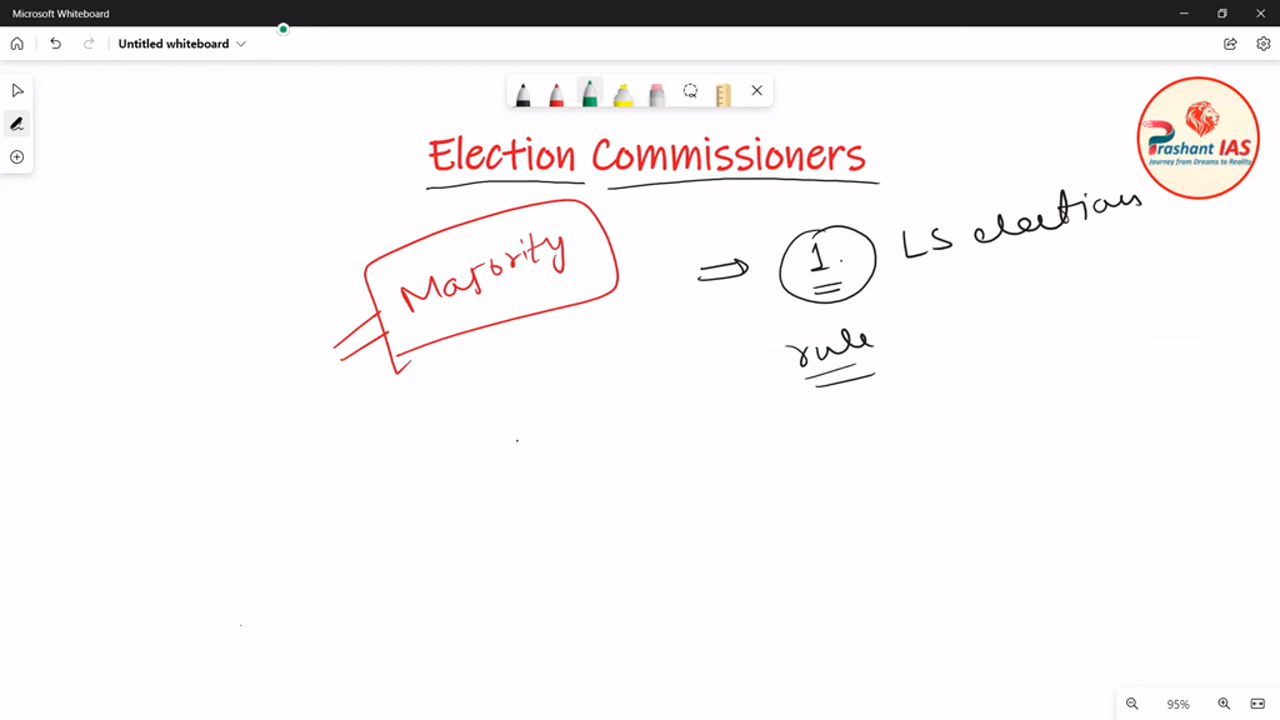 Microsoft Whiteboard
Untitled whiteboard
Prashant IAS
Journey from Dreams to Reality
Election Commissioners
Majority
⇒ 1. LS elections
rule
95%